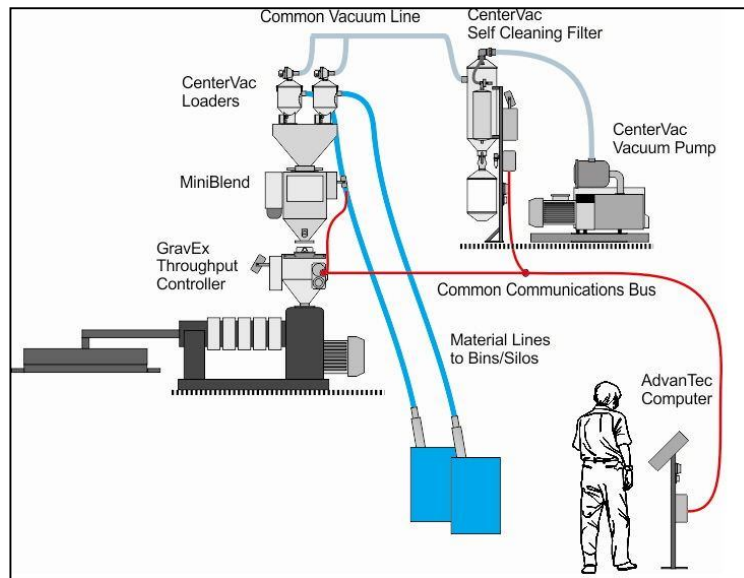 Common Vacuum Line
CenterVac
Self Cleaning Filter
CenterVac
Loaders
CenterVac
Vacuum Pump
MiniBlend
GravEx
Throughput
Controller
Common Communications Bus
Material Lines
to Bins/Silos
AdvanTec
Computer